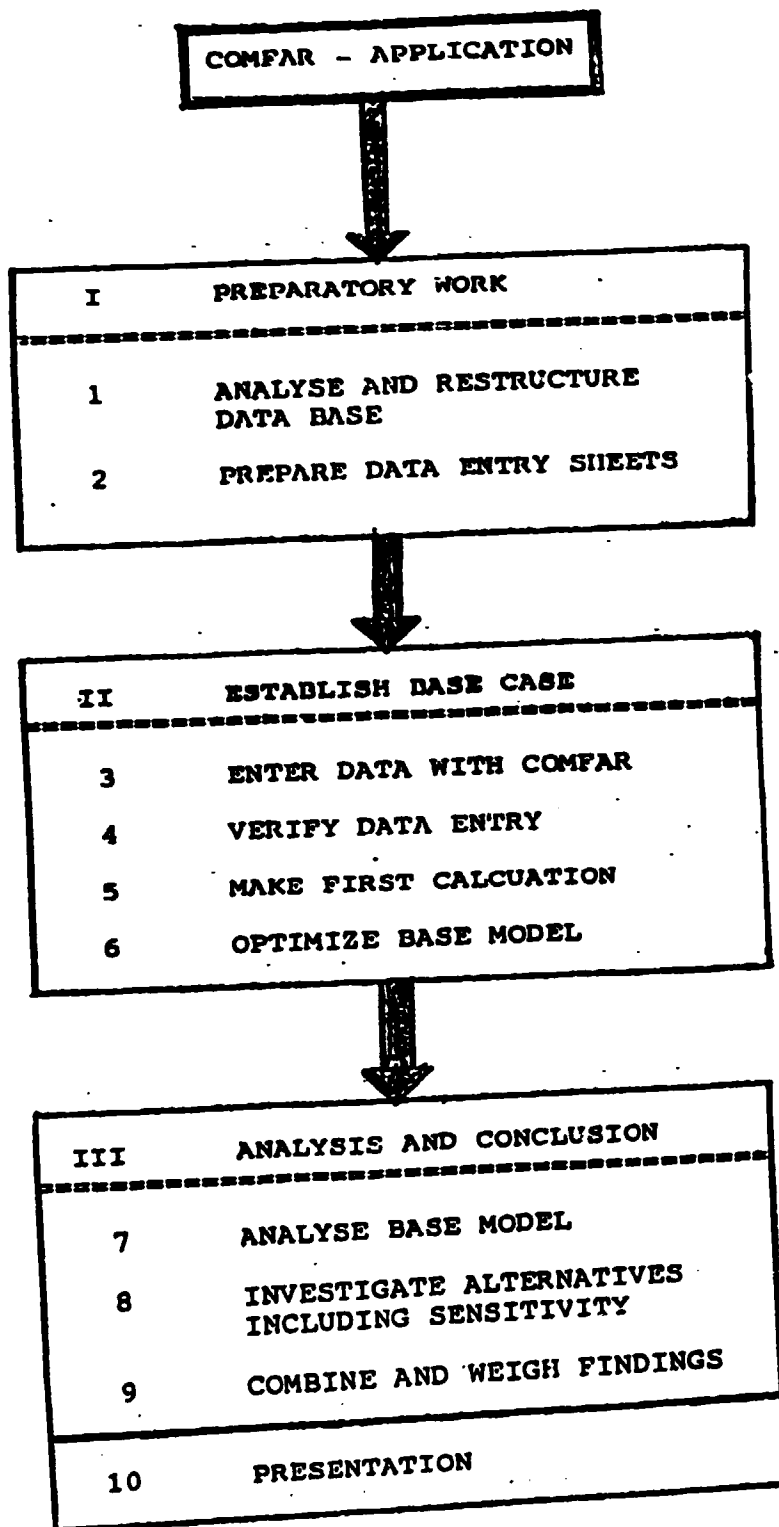 COMFAR - APPLICATION
I PREPARATORY WORK
1 ANALYSE AND RESTRUCTURE
DATA BASE
2 PREPARE DATA ENTRY SHEETS
II ESTABLISH BASE CASE
3 ENTER DATA WITH COMFAR
4 VERIFY DATA ENTRY
5 MAKE FIRST CALCUATION
6 OPTIMIZE BASE MODEL
III ANALYSIS AND CONCLUSION
7 ANALYSE BASE MODEL
8 INVESTIGATE ALTERNATIVES
INCLUDING SENSITIVITY
9 COMBINE AND WEIGH FINDINGS
10 PRESENTATION